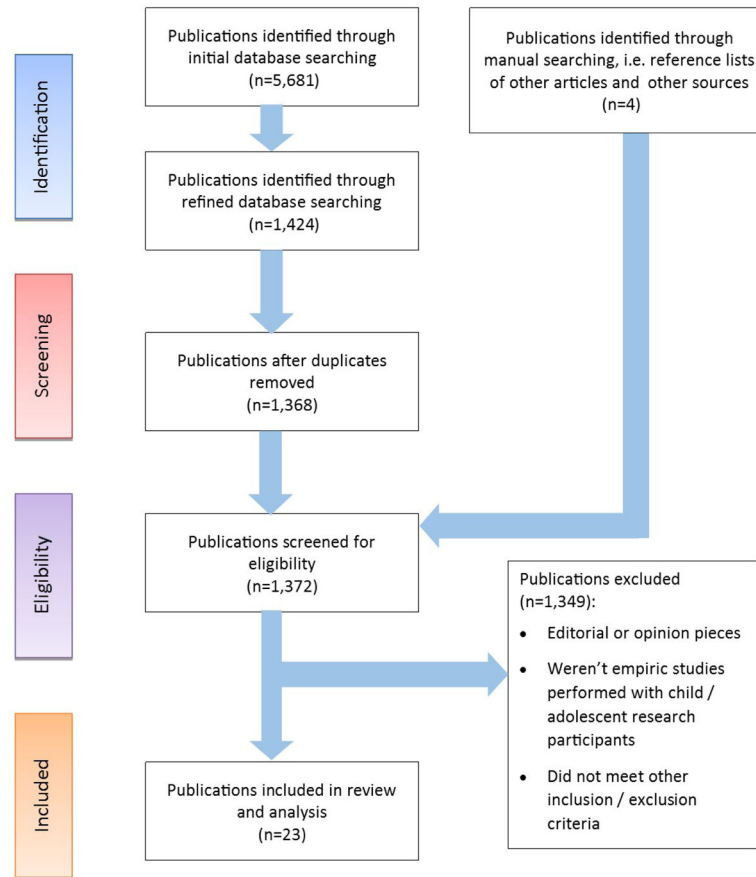 Publications identified through
initial database searching
(n=5,681)
Publications identified through
manual searching, i.e. reference lists
of other articles and other sources
(n=4)
Identification
Publications identified through
refined database searching
(n=1,424)
Screening
Publications after duplicates
removed
(n=1,368)
Eligibility
Publications screened for
eligibility
(n=1,372)
Publications excluded
(n=1,349):
• Editorial or opinion pieces
• Weren't empiric studies
performed with child /
adolescent research
participants
• Did not meet other
inclusion / exclusion
criteria
Included
Publications included in review
and analysis
(n=23)